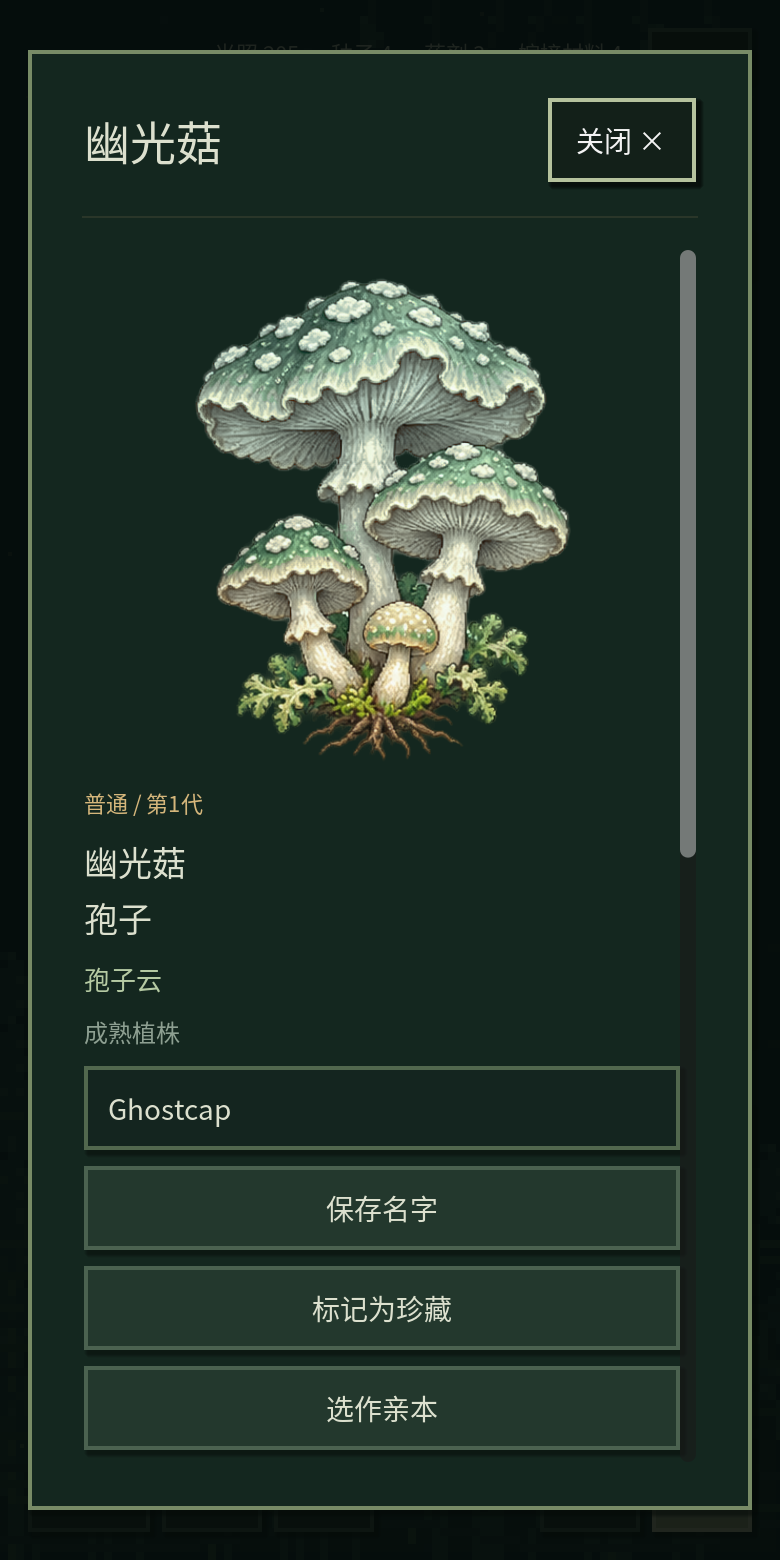 幽光菇
关闭 ×
普通 / 第1代
幽光菇
孢子
孢子云
成熟植株
Ghostcap
保存名字
标记为珍藏
选作亲本